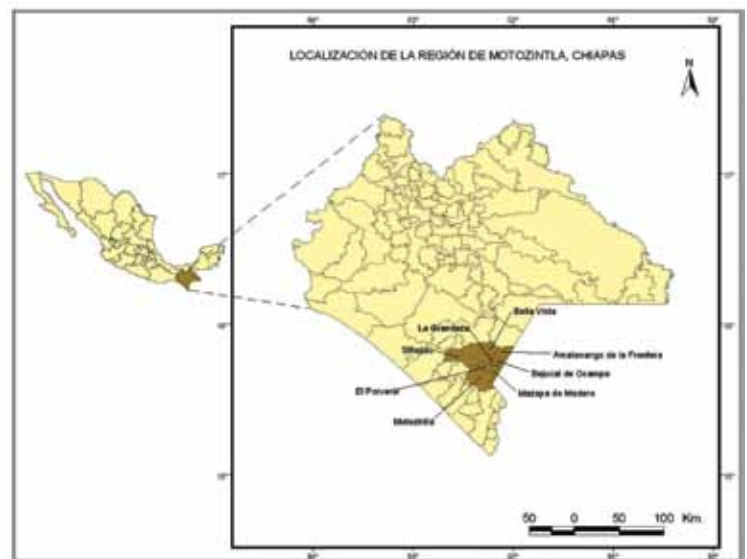 LOCALIZACIÓN DE LA REGIÓN DE MOTOZINTLA, CHIAPAS
N
Bella Vista
La Grandeza
Siltepec
Amatenango de la Frontera
Bejucal de Ocampo
El Porvenir
Mazapa de Madero
Motozintla
50 0 50 100 Km.